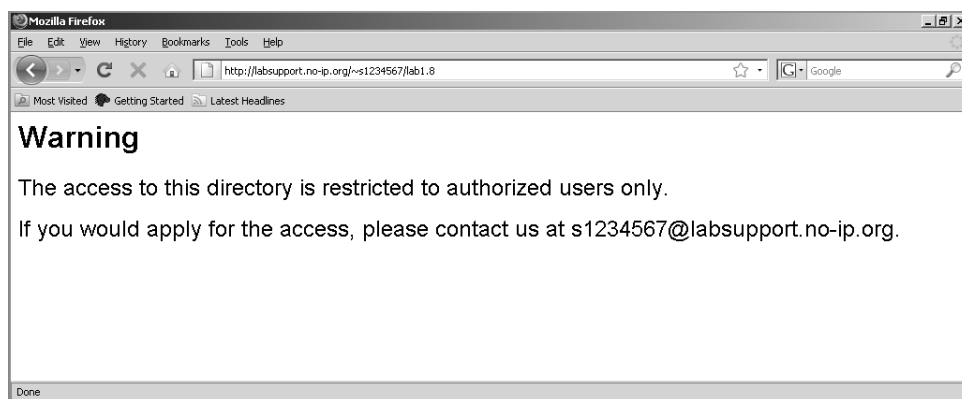 Mozilla Firefox
File Edit View History Bookmarks Tools Help
http://labsupport.no-ip.org/~s1234567/lab1.8
G Google
Most Visited Getting Started Latest Headlines
Warning
The access to this directory is restricted to authorized users only.
If you would apply for the access, please contact us at s1234567@labsupport.no-ip.org.
Done